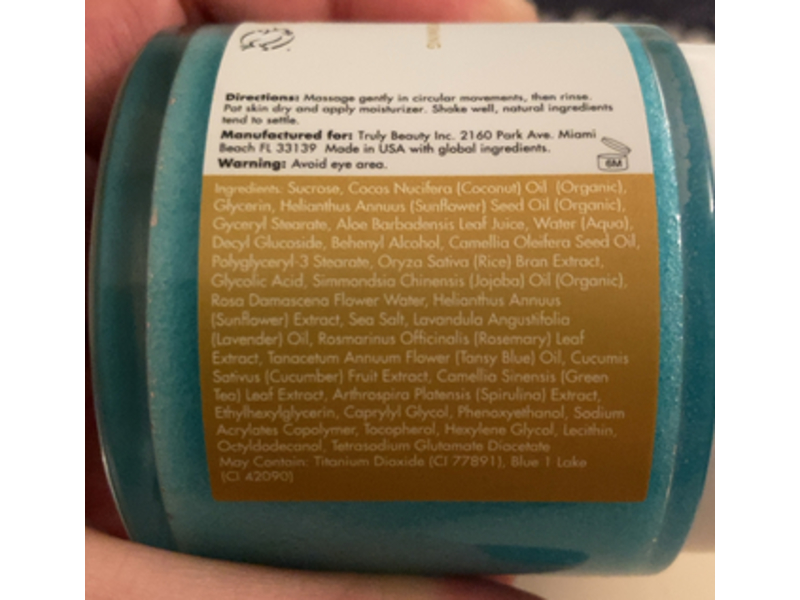 Directions: Massage gently in circular movements, then rinse.
Pat skin dry and apply moisturizer. Shake well, natural ingredients
tend to settle.
Manufactured for: Truly Beauty Inc. 2160 Park Ave. Miami
Beach FL 33139 Made in USA with global ingredients.
Warning: Avoid eye area.
6M
Ingredients: Sucrose, Cocos Nucifera (Coconut) Oil (Organic),
Glycerin, Helianthus Annuus (Sunflower) Seed Oil (Organic),
Glyceryl Stearate, Aloe Barbadensis Leaf Juice, Water (Aqua),
Decyl Glucoside, Behenyl Alcohol, Camellia Oleifera Seed Oil,
Polyglyceryl-3 Stearate, Oryza Sativa (Rice) Bran Extract,
Glycolic Acid, Simmondsia Chinensis (Jojoba) Oil (Organic),
Rosa Damascena Flower Water, Helianthus Annuus
(Sunflower) Extract, Sea Salt, Lavandula Angustifolia
(Lavender) Oil, Rosmarinus Officinalis (Rosemary) Leaf
Extract, Tanacetum Annuum Flower (Tansy Blue) Oil, Cucumis
Sativus (Cucumber) Fruit Extract, Camellia Sinensis (Green
Tea) Leaf Extract, Arthrospira Platensis (Spirulina) Extract,
Ethylhexylglycerin, Caprylyl Glycol, Phenoxyethanol, Sodium
Acrylates Copolymer, Tocopherol, Hexylene Glycol, Lecithin,
Octyldodecanol, Tetrasodium Glutamate Diacetate
May Contain: Titanium Dioxide (CI 77891), Blue 1 Lake
(CI 42090)